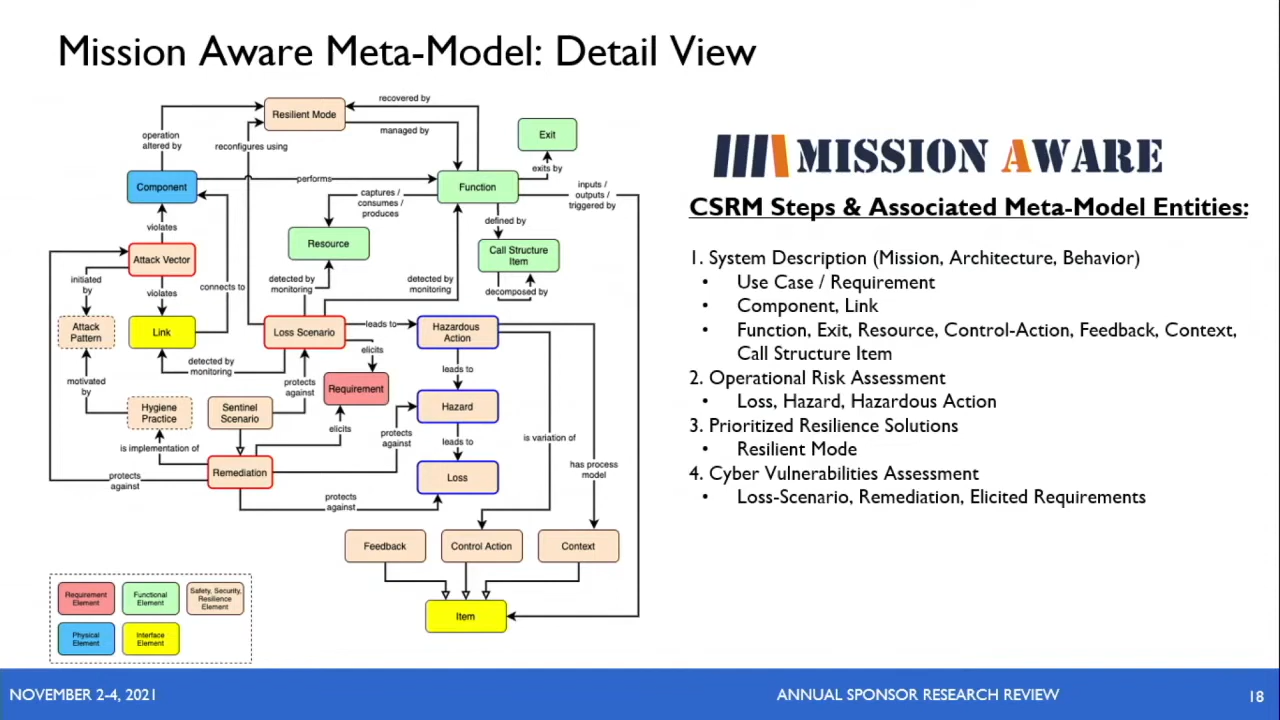 Mission Aware Meta-Model: Detail View
recovered by
Resilient Mode
operation
altered by
managed by
reconfigures using
Exit
exits by
Component
performs
Function
inputs /
outputs /
triggered by
captures /
consumes /
produces
defined by
violates
Resource
Call Structure
Item
Attack Vector
initiated
by
violates
connects to
detected by
monitoring
detected by
monitoring
decomposed by
Attack
Pattern
Link
Loss Scenario
leads to
Hazardous
Action
elicits
detected by
monitoring
leads to
motivated
by
protects
against
Requirement
Hygiene
Practice
Sentinel
Scenario
Hazard
elicits
protects
against
leads to
is variation of
is implementation of
has process
model
Remediation
Loss
protects
against
protects
against
Feedback
Control Action
Context
Item
Requirement
Element
Functional
Element
Safety, Security,
Resilience
Element
Physical
Element
Interface
Element
MISSION AWARE
CSRM Steps & Associated Meta-Model Entities:
1. System Description (Mission, Architecture, Behavior)
• Use Case / Requirement
• Component, Link
• Function, Exit, Resource, Control-Action, Feedback, Context,
Call Structure Item
2. Operational Risk Assessment
• Loss, Hazard, Hazardous Action
3. Prioritized Resilience Solutions
• Resilient Mode
4. Cyber Vulnerabilities Assessment
• Loss-Scenario, Remediation, Elicited Requirements
NOVEMBER 2-4, 2021
ANNUAL SPONSOR RESEARCH REVIEW
18